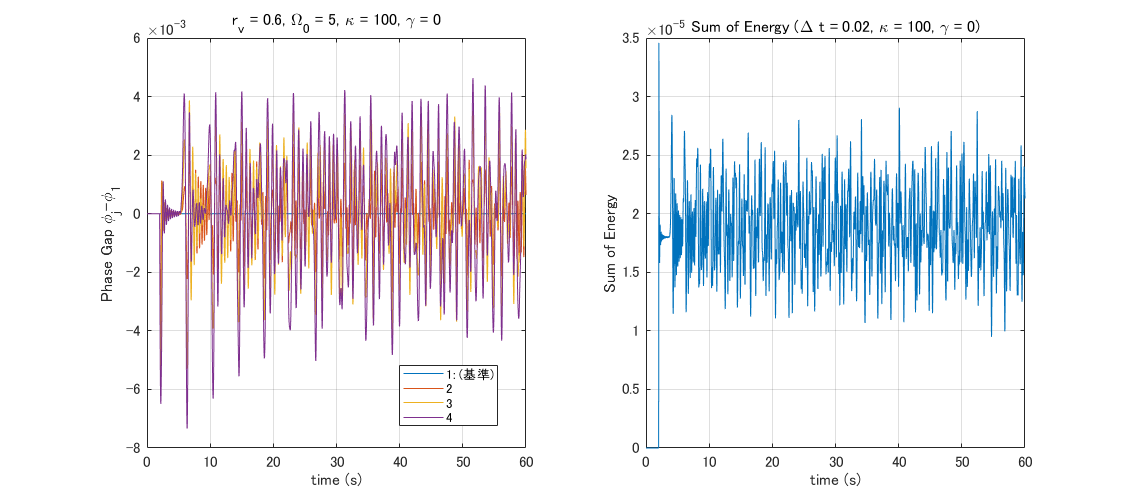 r_v = 0.6, Ω_0 = 5, κ = 100, γ = 0
×10^-3
6
4
2
0
-2
-4
-6
-8
Phase Gap ϕ_j-ϕ_1
0 10 20 30 40 50 60
time (s)
1:(基準)
2
3
4
Sum of Energy (Δ t = 0.02, κ = 100, γ = 0)
×10^-5
3.5
3
2.5
2
1.5
1
0.5
0
Sum of Energy
0 10 20 30 40 50 60
time (s)